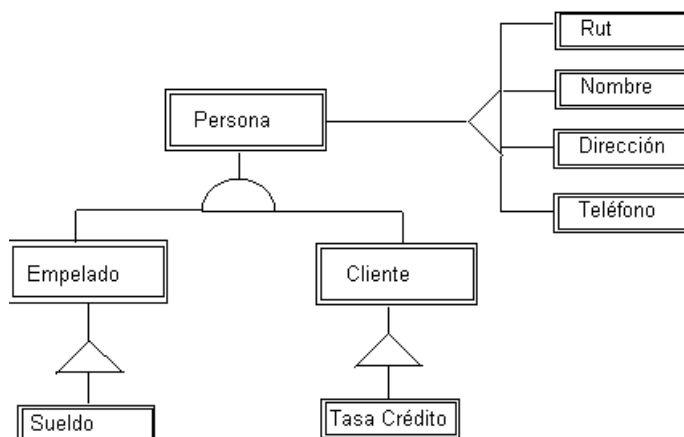 Rut
Nombre
Persona
Dirección
Teléfono
Empelado
Cliente
Sueldo
Tasa Crédito